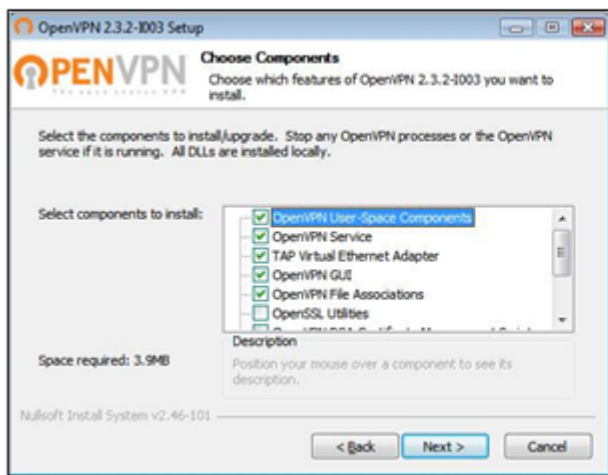 OpenVPN 2.3.2-I003 Setup
OPENVPN
The open source VPN
Choose Components
Choose which features of OpenVPN 2.3.2-I003 you want to
install.
Select the components to install/upgrade. Stop any OpenVPN processes or the OpenVPN
service if it is running. All DLLs are installed locally.
Select components to install:
OpenVPN User-Space Components
OpenVPN Service
TAP Virtual Ethernet Adapter
OpenVPN GUI
OpenVPN File Associations
OpenSSL Utilities
Space required: 3.9MB
Description
Position your mouse over a component to see its
description.
Nullsoft Install System v2.46-101
< Back
Next >
Cancel